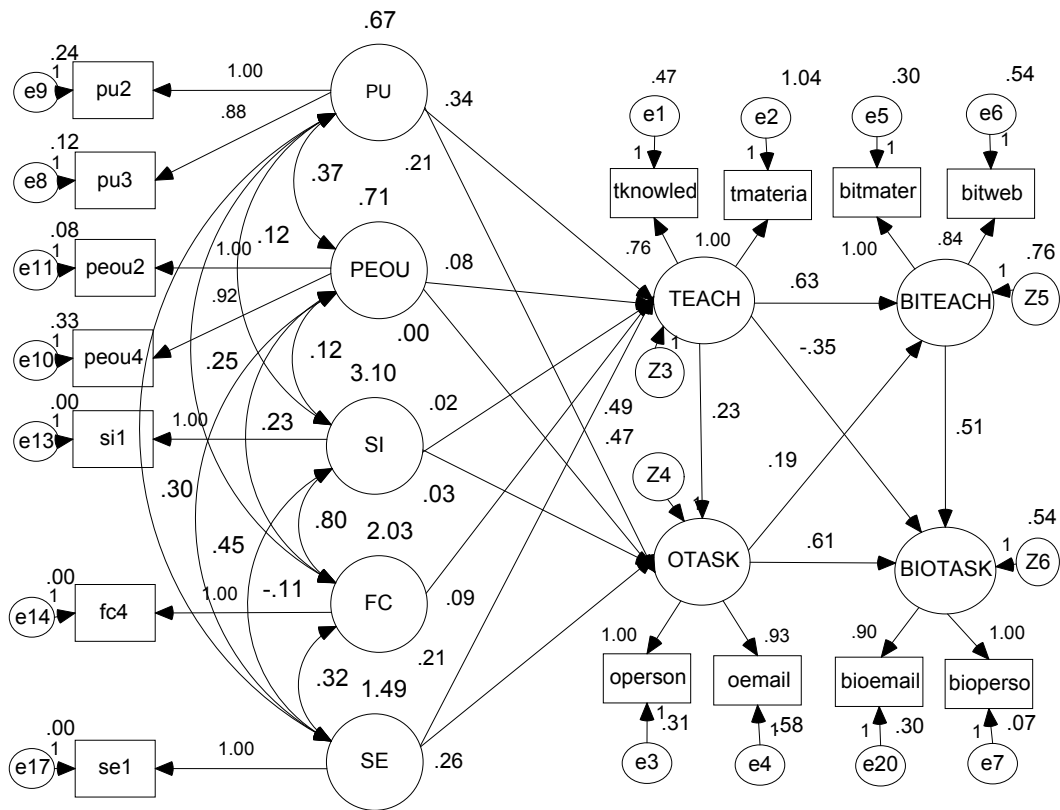 .67
.24
1
e9
pu2
1.00
PU
.34
.88
.12
1
e8
pu3
.37
.21
.71
.08
1
e11
peou2
1.00
.12
PEOU
.08
.92
.33
1
e10
peou4
.25
.12
.00
3.10
.00
1
e13
si1
1.00
.23
SI
.02
.30
.45
.80
.03
2.03
.00
1
e14
fc4
1.00
-.11
FC
.09
.32
.21
1.49
.00
1
e17
se1
1.00
SE
.26
.47
1.04
.30
.54
e1
e2
e5
e6
1
1
1
1
tknowled
tmateria
bitmater
bitweb
.76
1.00
1.00
.84
.76
TEACH
.63
BITEACH
1
Z5
1
Z3
-.35
.49
.47
.23
.51
.19
Z4
1
.54
OTASK
.61
BIOTASK
1
Z6
1.00
.93
.90
1.00
operson
oemail
bioemail
bioperso
1
.31
1
.58
1
.30
1
.07
e3
e4
e20
e7